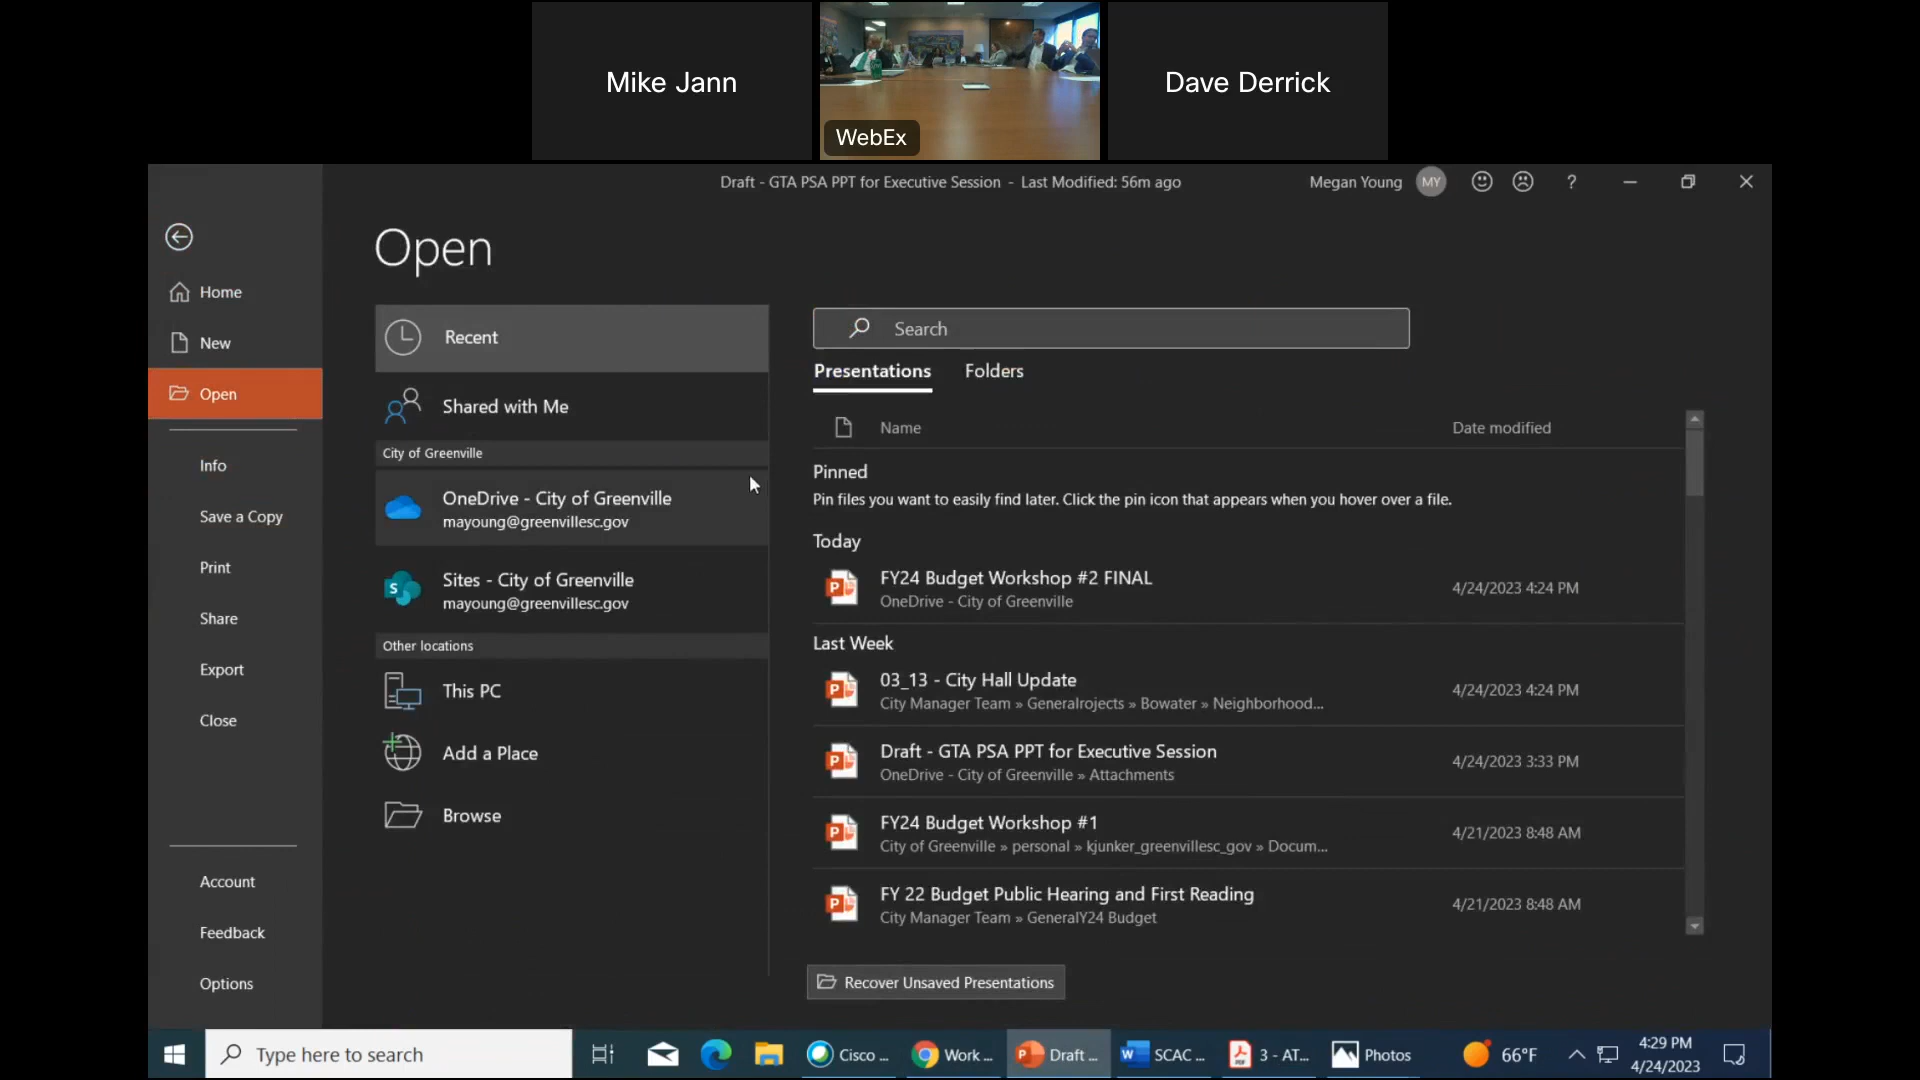 Mike Jann
WebEx
Dave Derrick
Draft - GTA PSA PPT for Executive Session - Last Modified: 56m ago
Megan Young
MY
?
Open
Home
New
Open
Info
Save a Copy
Print
Share
Export
Close
Account
Feedback
Options
Recent
Shared with Me
City of Greenville
OneDrive - City of Greenville
mayoung@greenvillesc.gov
Sites - City of Greenville
mayoung@greenvillesc.gov
Other locations
This PC
Add a Place
Browse
Search
Presentations Folders
Name Date modified
Pinned
Pin files you want to easily find later. Click the pin icon that appears when you hover over a file.
Today
FY24 Budget Workshop #2 FINAL
OneDrive - City of Greenville
4/24/2023 4:24 PM
Last Week
03_13 - City Hall Update
City Manager Team » Generalrojects » Bowater » Neighborhood...
4/24/2023 4:24 PM
Draft - GTA PSA PPT for Executive Session
OneDrive - City of Greenville » Attachments
4/24/2023 3:33 PM
FY24 Budget Workshop #1
City of Greenville » personal » kjunker_greenvillesc_gov » Docum...
4/21/2023 8:48 AM
FY 22 Budget Public Hearing and First Reading
City Manager Team » GeneralY24 Budget
4/21/2023 8:48 AM
Recover Unsaved Presentations
Type here to search
Cisco ...
Work ...
Draft ...
SCAC ...
3 - AT...
Photos
66°F
4:29 PM
4/24/2023